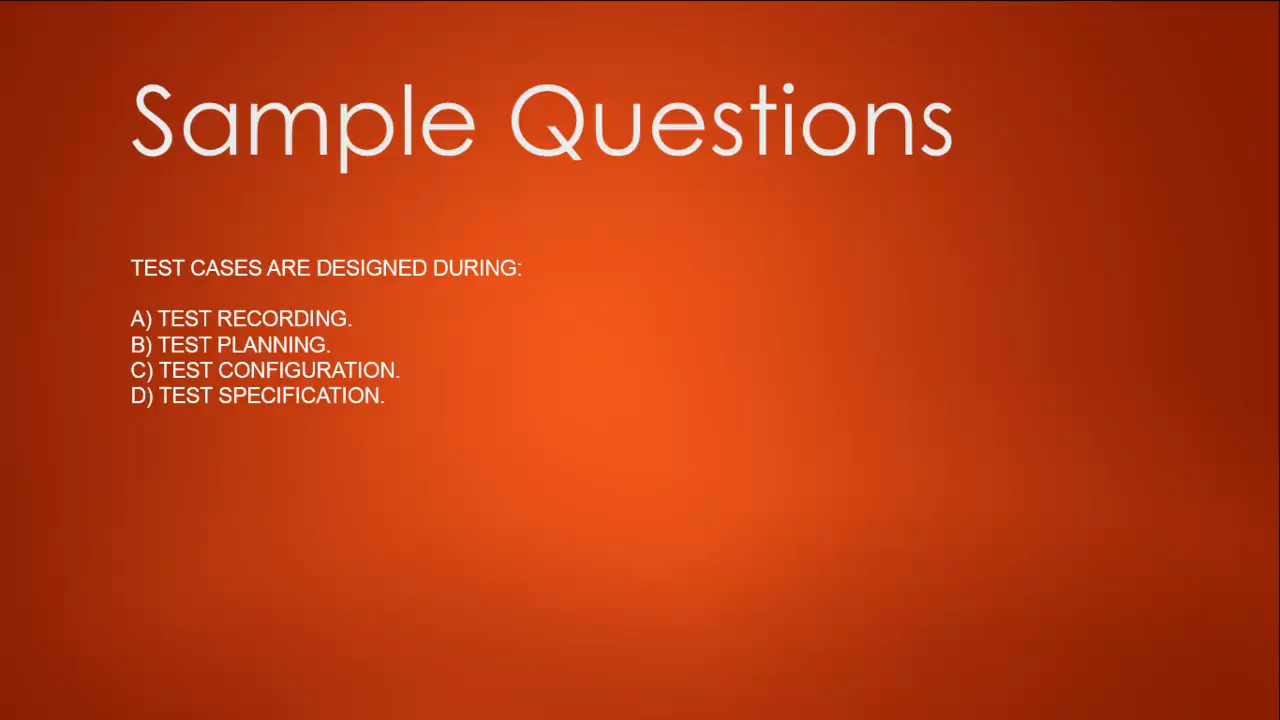 Sample Questions
TEST CASES ARE DESIGNED DURING:
A) TEST RECORDING.
B) TEST PLANNING.
C) TEST CONFIGURATION.
D) TEST SPECIFICATION.